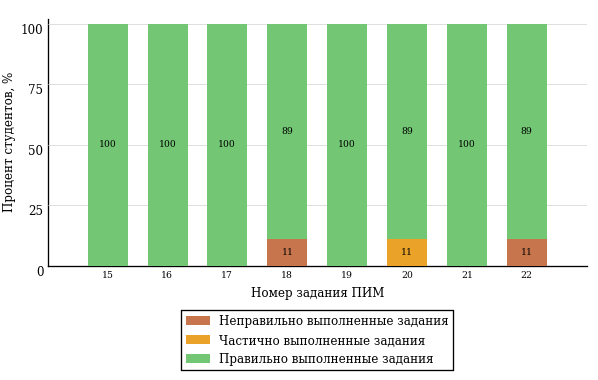 Процент студентов, %
100
75
50
25
0
100 100 100 89 100 89 100 89
11 11 11
15 16 17 18 19 20 21 22
Номер задания ПИМ
Неправильно выполненные задания
Частично выполненные задания
Правильно выполненные задания